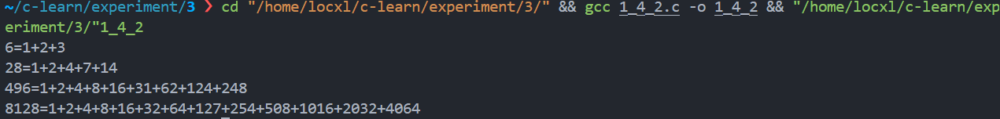 ~/c-learn/experiment/3 ❯ cd "/home/locxl/c-learn/experiment/3/" && gcc 1_4_2.c -o 1_4_2 && "/home/locxl/c-learn/exp
eriment/3/"1_4_2
6=1+2+3
28=1+2+4+7+14
496=1+2+4+8+16+31+62+124+248
8128=1+2+4+8+16+32+64+127+254+508+1016+2032+4064